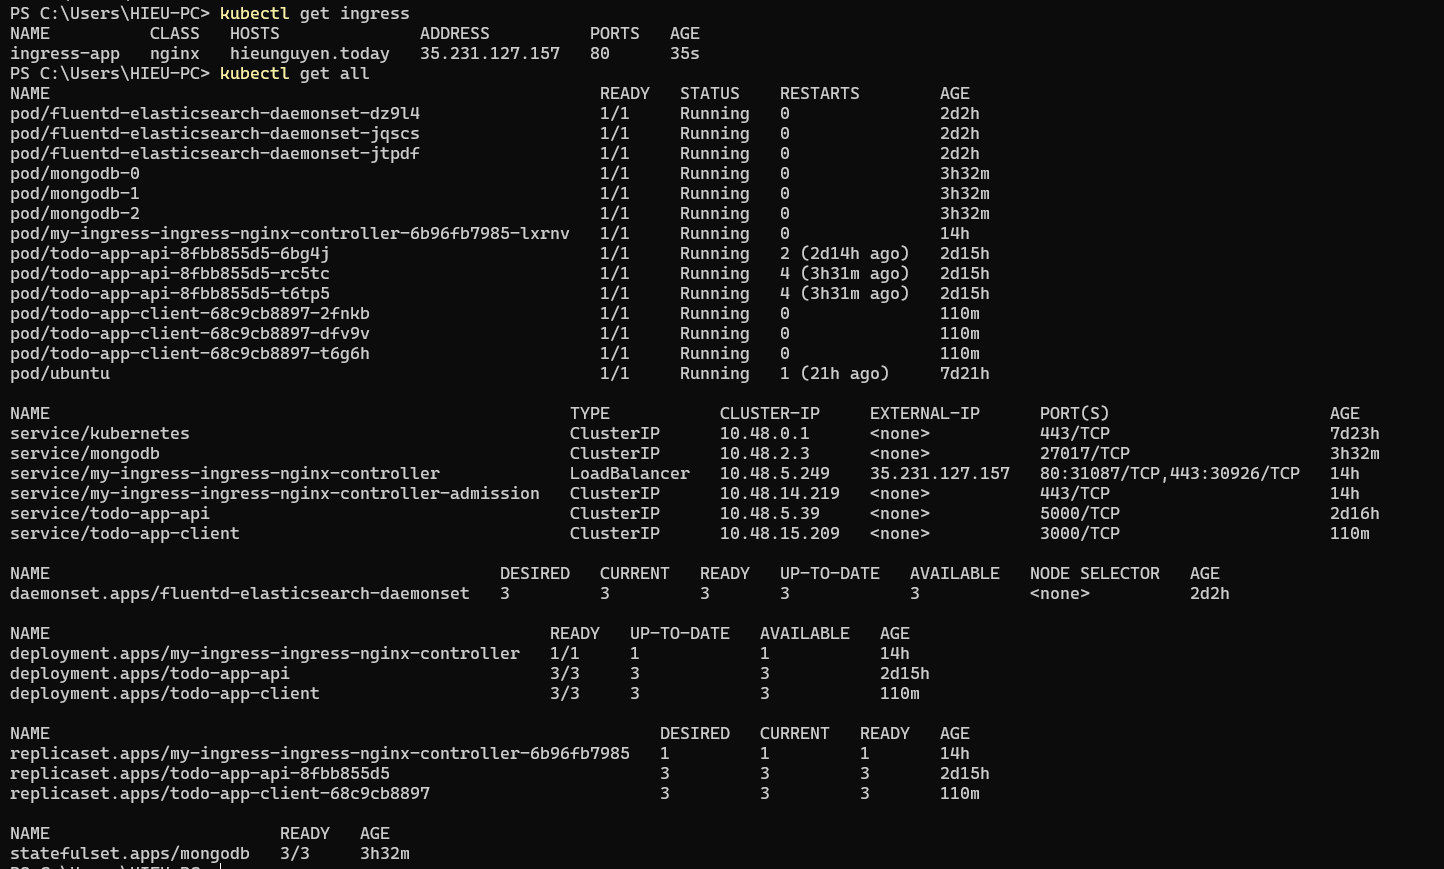 PS C:\Users\HIEU-PC> kubectl get ingress
NAME CLASS HOSTS ADDRESS PORTS AGE
ingress-app nginx hieunguyen.today 35.231.127.157 80 35s
PS C:\Users\HIEU-PC> kubectl get all
NAME READY STATUS RESTARTS AGE
pod/fluentd-elasticsearch-daemonset-dz9l4 1/1 Running 0 2d2h
pod/fluentd-elasticsearch-daemonset-jqscs 1/1 Running 0 2d2h
pod/fluentd-elasticsearch-daemonset-jtpdf 1/1 Running 0 2d2h
pod/mongodb-0 1/1 Running 0 3h32m
pod/mongodb-1 1/1 Running 0 3h32m
pod/mongodb-2 1/1 Running 0 3h32m
pod/my-ingress-ingress-nginx-controller-6b96fb7985-lxrnv 1/1 Running 0 14h
pod/todo-app-api-8fbb855d5-6bg4j 1/1 Running 2 (2d14h ago) 2d15h
pod/todo-app-api-8fbb855d5-rc5tc 1/1 Running 4 (3h31m ago) 2d15h
pod/todo-app-api-8fbb855d5-t6tp5 1/1 Running 4 (3h31m ago) 2d15h
pod/todo-app-client-68c9cb8897-2fnkb 1/1 Running 0 110m
pod/todo-app-client-68c9cb8897-dfv9v 1/1 Running 0 110m
pod/todo-app-client-68c9cb8897-t6g6h 1/1 Running 0 110m
pod/ubuntu 1/1 Running 1 (21h ago) 7d21h
NAME TYPE CLUSTER-IP EXTERNAL-IP PORT(S) AGE
service/kubernetes ClusterIP 10.48.0.1 <none> 443/TCP 7d23h
service/mongodb ClusterIP 10.48.2.3 <none> 27017/TCP 3h32m
service/my-ingress-ingress-nginx-controller LoadBalancer 10.48.5.249 35.231.127.157 80:31087/TCP,443:30926/TCP 14h
service/my-ingress-ingress-nginx-controller-admission ClusterIP 10.48.14.219 <none> 443/TCP 14h
service/todo-app-api ClusterIP 10.48.5.39 <none> 5000/TCP 2d16h
service/todo-app-client ClusterIP 10.48.15.209 <none> 3000/TCP 110m
NAME DESIRED CURRENT READY UP-TO-DATE AVAILABLE NODE SELECTOR AGE
daemonset.apps/fluentd-elasticsearch-daemonset 3 3 3 3 3 <none> 2d2h
NAME READY UP-TO-DATE AVAILABLE AGE
deployment.apps/my-ingress-ingress-nginx-controller 1/1 1 1 14h
deployment.apps/todo-app-api 3/3 3 3 2d15h
deployment.apps/todo-app-client 3/3 3 3 110m
NAME DESIRED CURRENT READY AGE
replicaset.apps/my-ingress-ingress-nginx-controller-6b96fb7985 1 1 1 14h
replicaset.apps/todo-app-api-8fbb855d5 3 3 3 2d15h
replicaset.apps/todo-app-client-68c9cb8897 3 3 3 110m
NAME READY AGE
statefulset.apps/mongodb 3/3 3h32m